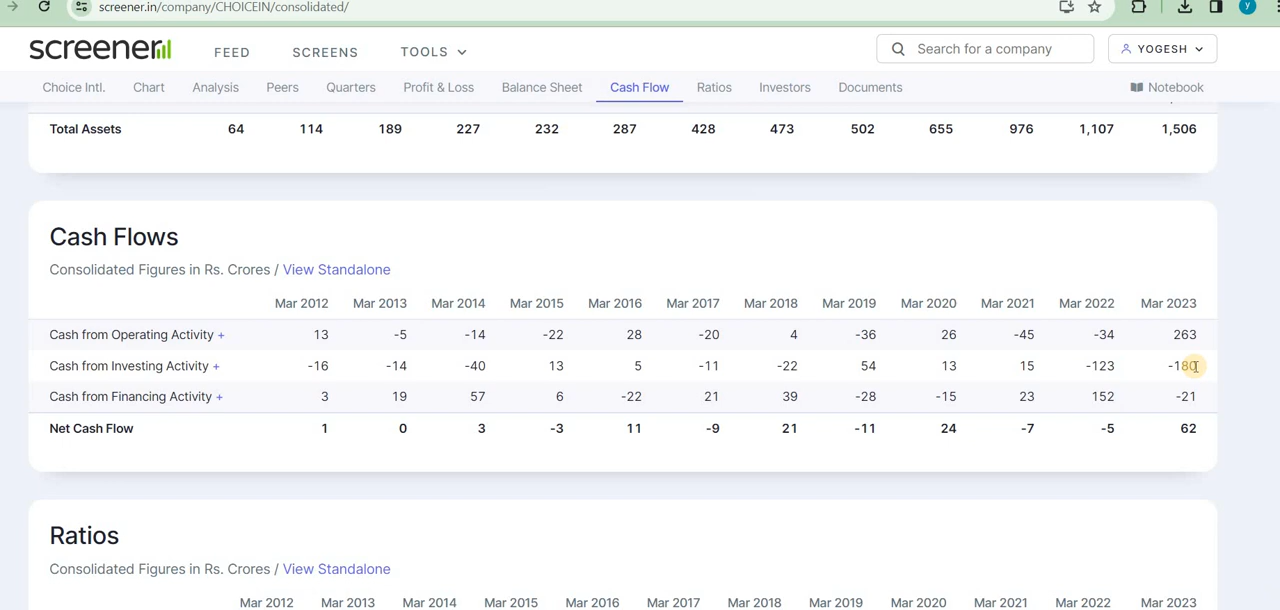 screener.in/company/CHOICEIN/consolidated/
y
screener FEED SCREENS TOOLS Search for a company YOGESH
Choice Intl. Chart Analysis Peers Quarters Profit & Loss Balance Sheet Cash Flow Ratios Investors Documents Notebook
Total Assets 64 114 189 227 232 287 428 473 502 655 976 1,107 1,506
Cash Flows
Consolidated Figures in Rs. Crores / View Standalone
Mar 2012 Mar 2013 Mar 2014 Mar 2015 Mar 2016 Mar 2017 Mar 2018 Mar 2019 Mar 2020 Mar 2021 Mar 2022 Mar 2023
Cash from Operating Activity + 13 -5 -14 -22 28 -20 4 -36 26 -45 -34 263
Cash from Investing Activity + -16 -14 -40 13 5 -11 -22 54 13 15 -123 -180
Cash from Financing Activity + 3 19 57 6 -22 21 39 -28 -15 23 152 -21
Net Cash Flow 1 0 3 -3 11 -9 21 -11 24 -7 -5 62
Ratios
Consolidated Figures in Rs. Crores / View Standalone
Mar 2012 Mar 2013 Mar 2014 Mar 2015 Mar 2016 Mar 2017 Mar 2018 Mar 2019 Mar 2020 Mar 2021 Mar 2022 Mar 2023